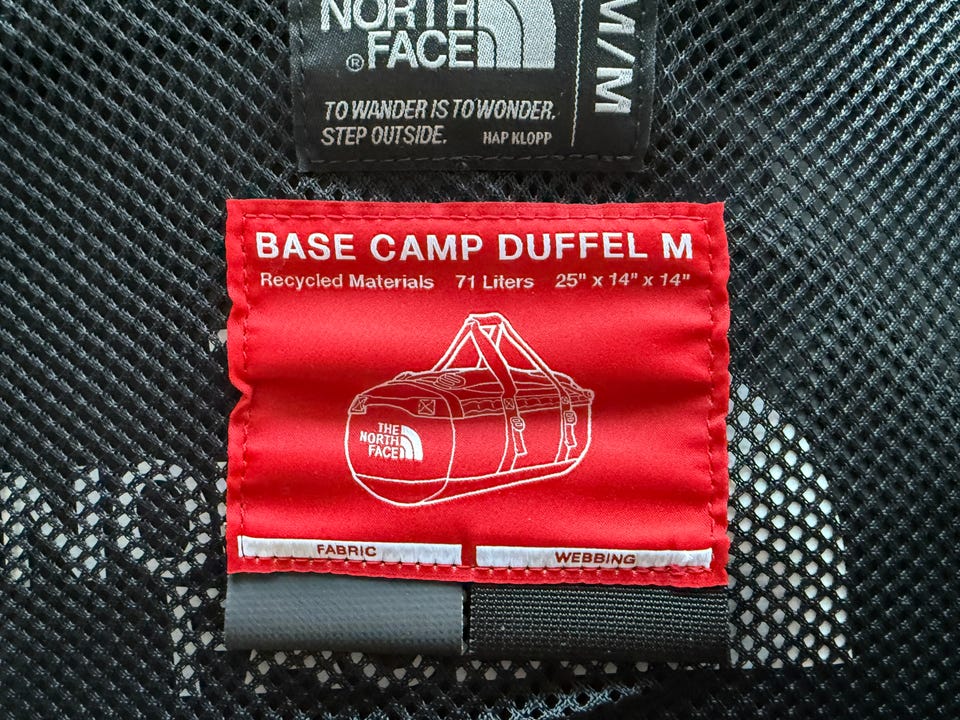 NORTH
® FACE
M/M
TO WANDER IS TO WONDER.
STEP OUTSIDE. HAP KLOPP
BASE CAMP DUFFEL M
Recycled Materials 71 Liters 25" x 14" x 14"
THE
NORTH
FACE
FABRIC WEBBING